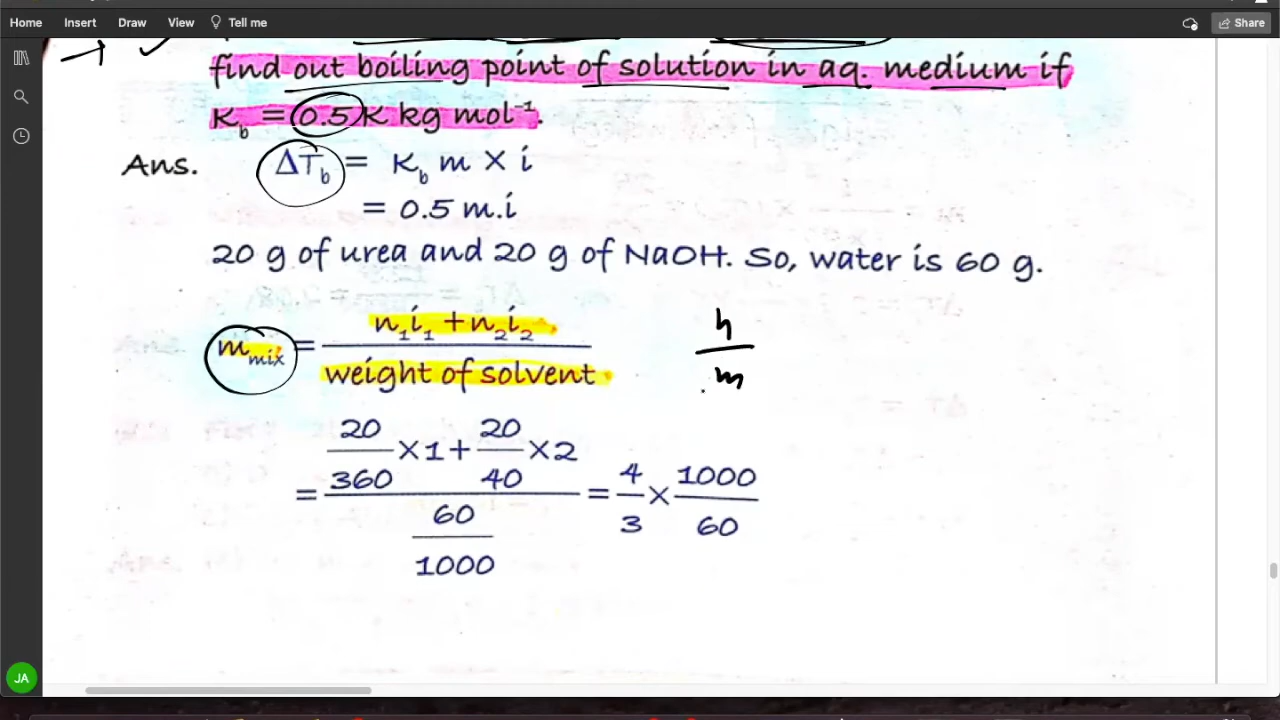 Home Insert Draw View Tell me Share
find out boiling point of solution in aq. medium if
K_b = 0.5 K kg mol⁻¹.
Ans. ΔT_b = K_b m × i
= 0.5 m.i
20 g of urea and 20 g of NaOH. So, water is 60 g.
m_mix = (n₁i₁ + n₂i₂) / weight of solvent
h / m
= (20/360 × 1 + 20/40 × 2) / (60/1000) = 4/3 × 1000/60
JA